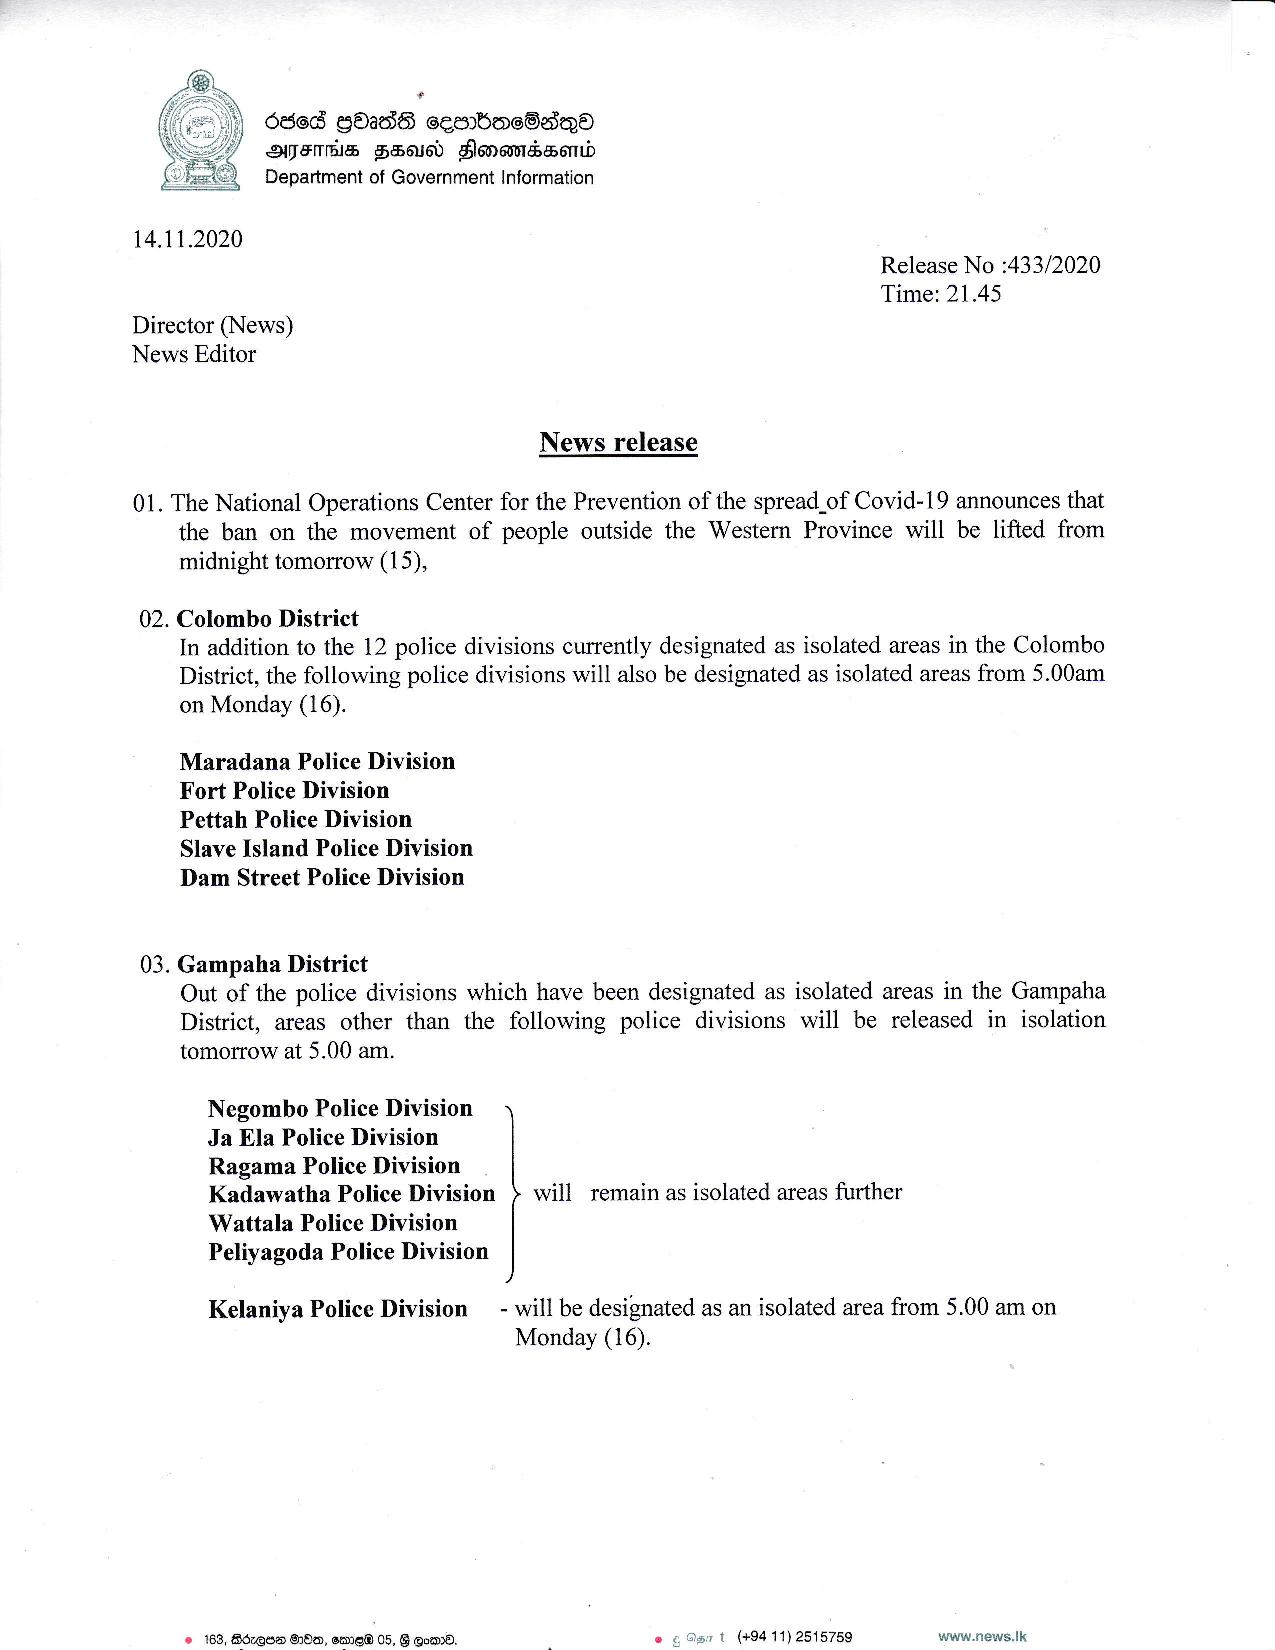 රජයේ ප්‍රවෘත්ති දෙපාර්තමේන්තුව
அரசாங்க தகவல் திணைக்களம்
Department of Government Information
14.11.2020
Release No :433/2020
Time: 21.45
Director (News)
News Editor
News release
01. The National Operations Center for the Prevention of the spread_of Covid-19 announces that
the ban on the movement of people outside the Western Province will be lifted from
midnight tomorrow (15),
02. Colombo District
In addition to the 12 police divisions currently designated as isolated areas in the Colombo
District, the following police divisions will also be designated as isolated areas from 5.00am
on Monday (16).
Maradana Police Division
Fort Police Division
Pettah Police Division
Slave Island Police Division
Dam Street Police Division
03. Gampaha District
Out of the police divisions which have been designated as isolated areas in the Gampaha
District, areas other than the following police divisions will be released in isolation
tomorrow at 5.00 am.
Negombo Police Division
Ja Ela Police Division
Ragama Police Division
Kadawatha Police Division will remain as isolated areas further
Wattala Police Division
Peliyagoda Police Division
Kelaniya Police Division - will be designated as an isolated area from 5.00 am on
Monday (16).
163, කිරුළපන මාවත, කොළඹ 05, ශ්‍රී ලංකාව. (+94 11) 2515759 www.news.lk